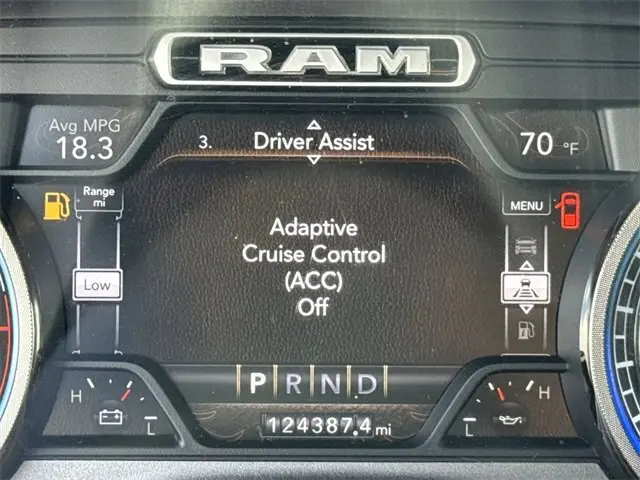 RAM
Avg MPG
18.3
3. Driver Assist
70 °F
Range
mi
MENU
Low
Adaptive
Cruise Control
(ACC)
Off
P R N D
H
L
H
L
124387.4 mi